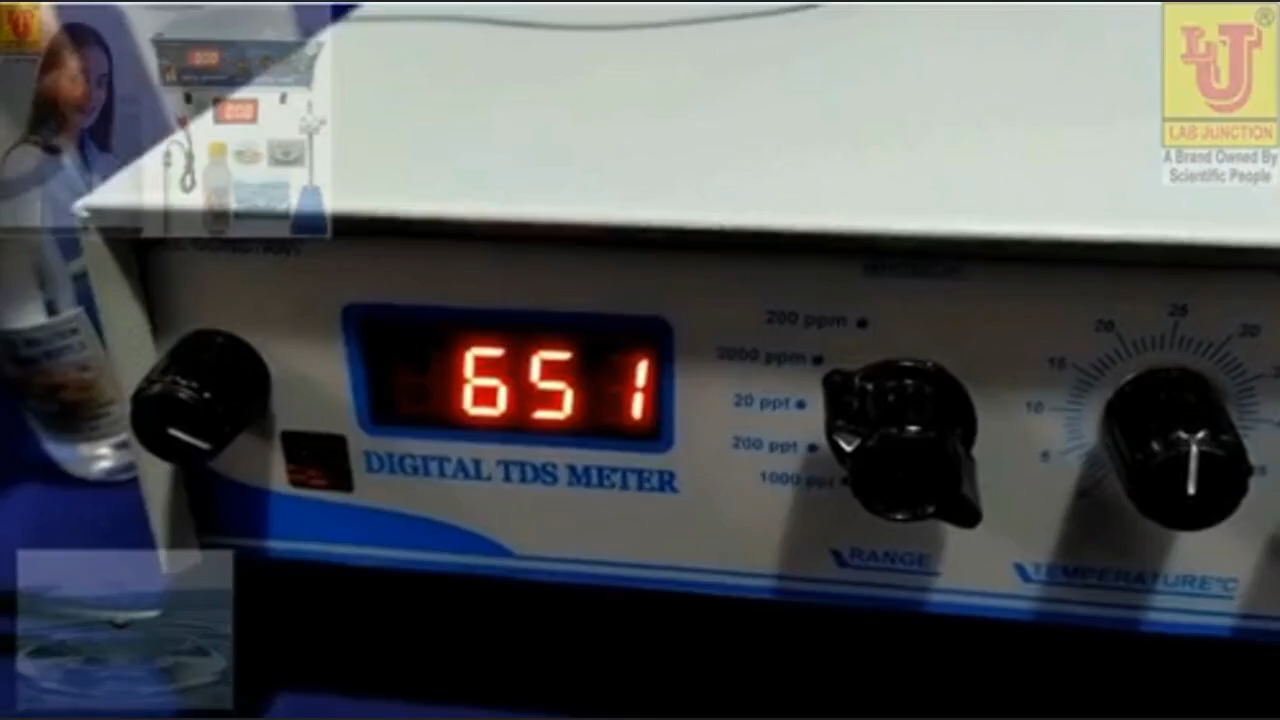 LJ
®
LAB JUNCTION
A Brand Owned By
Scientific People
651
DIGITAL TDS METER
200 ppm
2000 ppm
20 ppt
200 ppt
1000 ppt
RANGE
5
10
15
20
25
30
TEMPERATURE°C